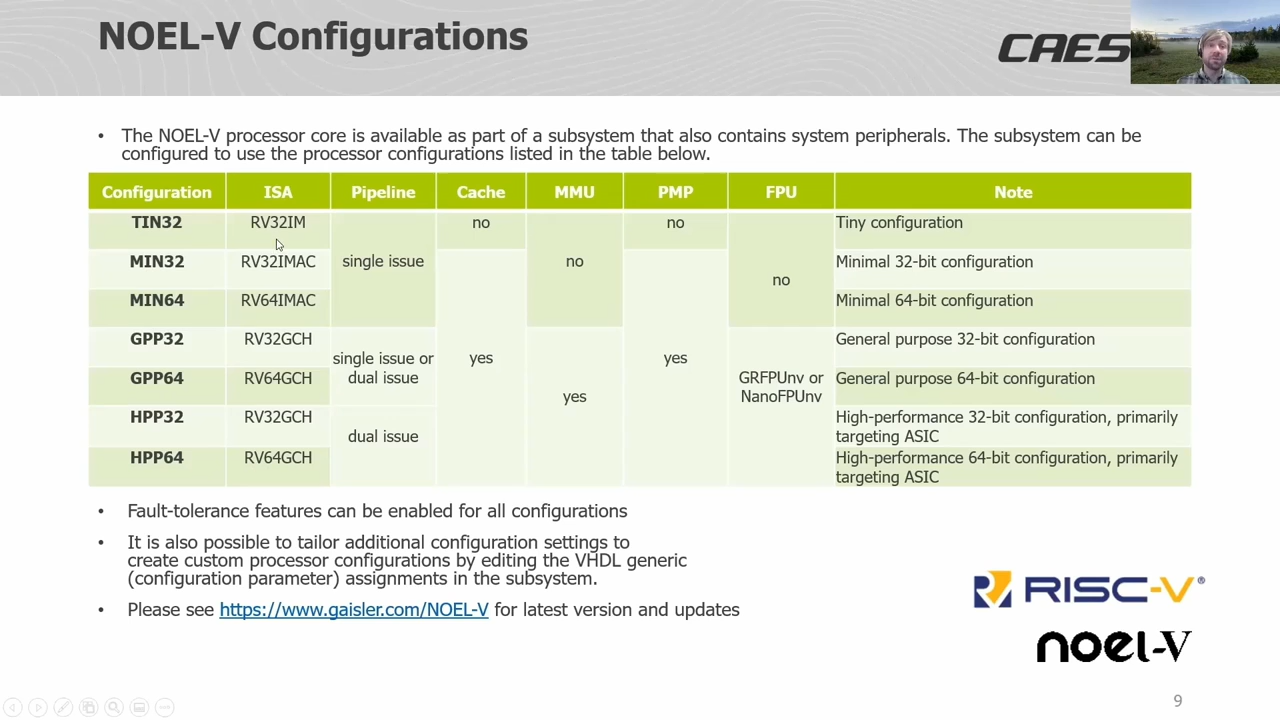 NOEL-V Configurations
CAES
• The NOEL-V processor core is available as part of a subsystem that also contains system peripherals. The subsystem can be
configured to use the processor configurations listed in the table below.
Configuration ISA Pipeline Cache MMU PMP FPU Note
TIN32 RV32IM single issue no no no no Tiny configuration
MIN32 RV32IMAC yes yes Minimal 32-bit configuration
MIN64 RV64IMAC Minimal 64-bit configuration
GPP32 RV32GCH single issue or dual issue yes GRFPUnv or NanoFPUnv General purpose 32-bit configuration
GPP64 RV64GCH General purpose 64-bit configuration
HPP32 RV32GCH dual issue High-performance 32-bit configuration, primarily
targeting ASIC
HPP64 RV64GCH High-performance 64-bit configuration, primarily
targeting ASIC
• Fault-tolerance features can be enabled for all configurations
• It is also possible to tailor additional configuration settings to
create custom processor configurations by editing the VHDL generic
(configuration parameter) assignments in the subsystem.
• Please see https://www.gaisler.com/NOEL-V for latest version and updates
RISC-V®
noel-V
9